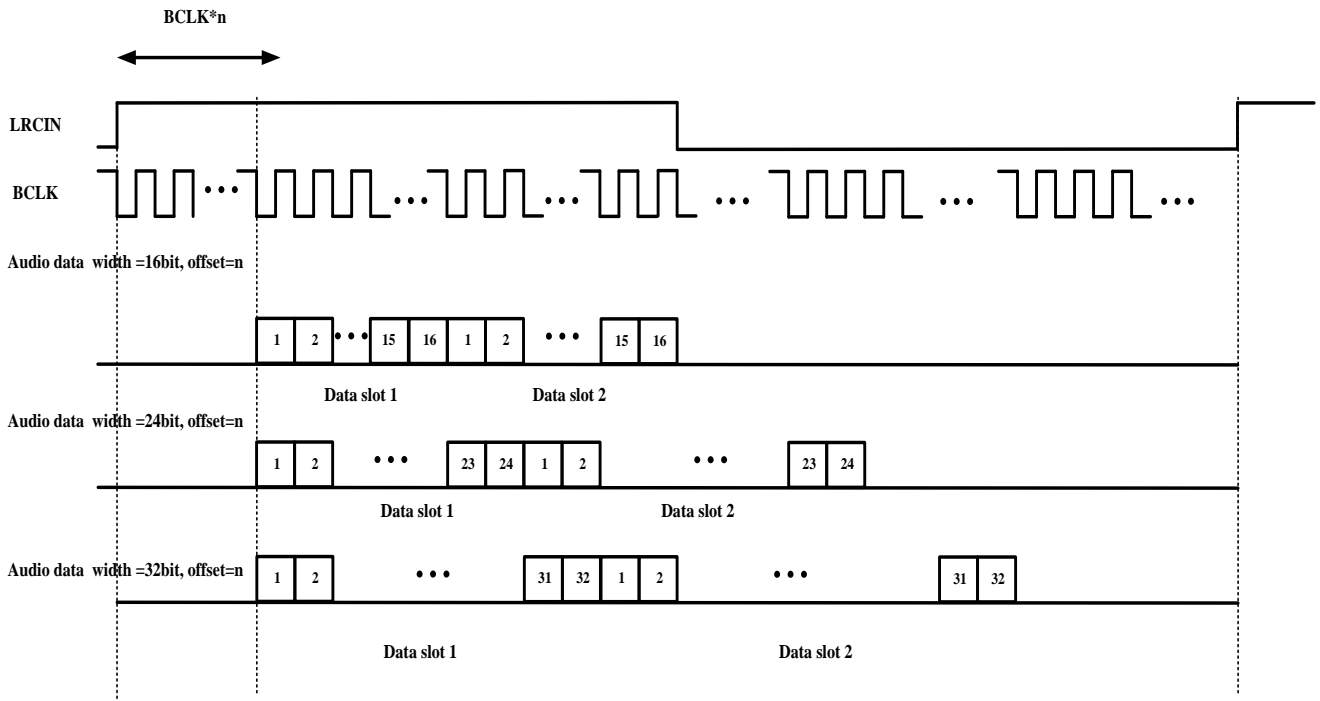 BCLK*n
LRCIN
BCLK
Audio data width =16bit, offset=n
1 2 15 16 1 2 15 16
Data slot 1 Data slot 2
Audio data width =24bit, offset=n
1 2 23 24 1 2 23 24
Data slot 1 Data slot 2
Audio data width =32bit, offset=n
1 2 31 32 1 2 31 32
Data slot 1 Data slot 2